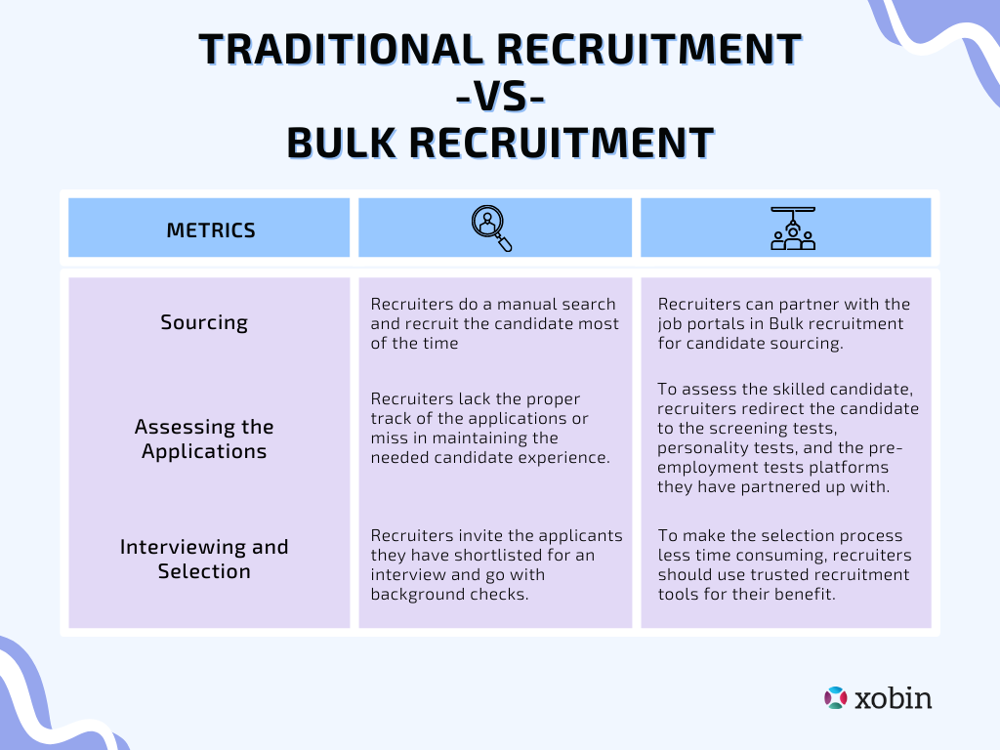 TRADITIONAL RECRUITMENT
-VS-
BULK RECRUITMENT
METRICS
Sourcing
Recruiters do a manual search
and recruit the candidate most
of the time
Recruiters can partner with the
job portals in Bulk recruitment
for candidate sourcing.
Assessing the
Applications
Recruiters lack the proper
track of the applications or
miss in maintaining the
needed candidate experience.
To assess the skilled candidate,
recruiters redirect the candidate
to the screening tests,
personality tests, and the pre-
employment tests platforms
they have partnered up with.
Interviewing and
Selection
Recruiters invite the applicants
they have shortlisted for an
interview and go with
background checks.
To make the selection process
less time consuming, recruiters
should use trusted recruitment
tools for their benefit.
xobin